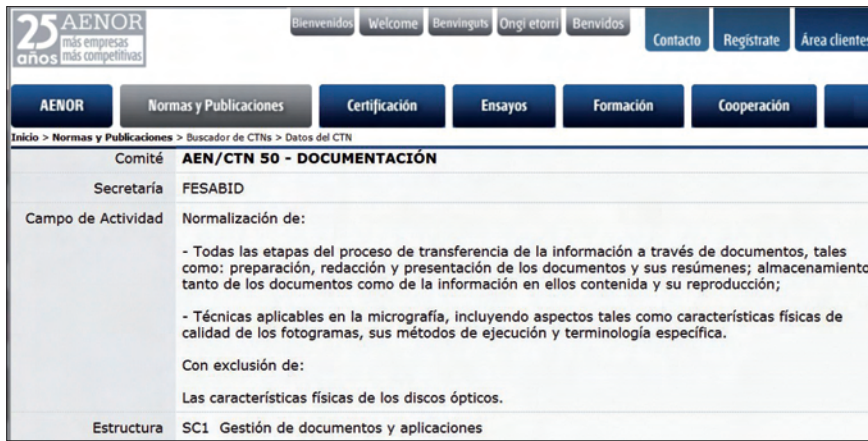 25 AENOR
años más empresas
más competitivas
Bienvenidos Welcome Benvinguts Ongi etorri Benvidos
Contacto Regístrate Área clientes
AENOR Normas y Publicaciones Certificación Ensayos Formación Cooperación
Inicio > Normas y Publicaciones > Buscador de CTNs > Datos del CTN
Comité AEN/CTN 50 - DOCUMENTACIÓN
Secretaría FESABID
Campo de Actividad Normalización de:
- Todas las etapas del proceso de transferencia de la información a través de documentos, tales
como: preparación, redacción y presentación de los documentos y sus resúmenes; almacenamiento
tanto de los documentos como de la información en ellos contenida y su reproducción;
- Técnicas aplicables en la micrografía, incluyendo aspectos tales como características físicas de
calidad de los fotogramas, sus métodos de ejecución y terminología específica.
Con exclusión de:
Las características físicas de los discos ópticos.
Estructura SC1 Gestión de documentos y aplicaciones